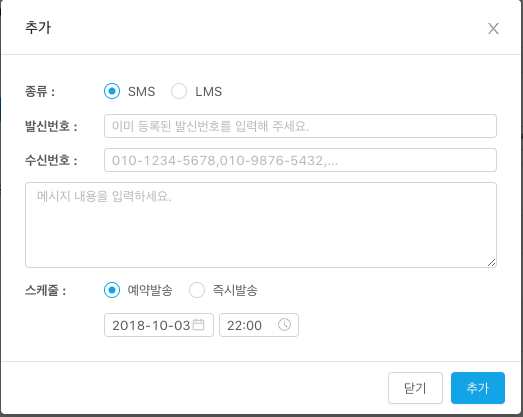 추가
종류 : SMS LMS
발신번호 : 이미 등록된 발신번호를 입력해 주세요.
수신번호 : 010-1234-5678,010-9876-5432,...
메시지 내용을 입력하세요.
스케줄 : 예약발송 즉시발송
2018-10-03 22:00
닫기 추가